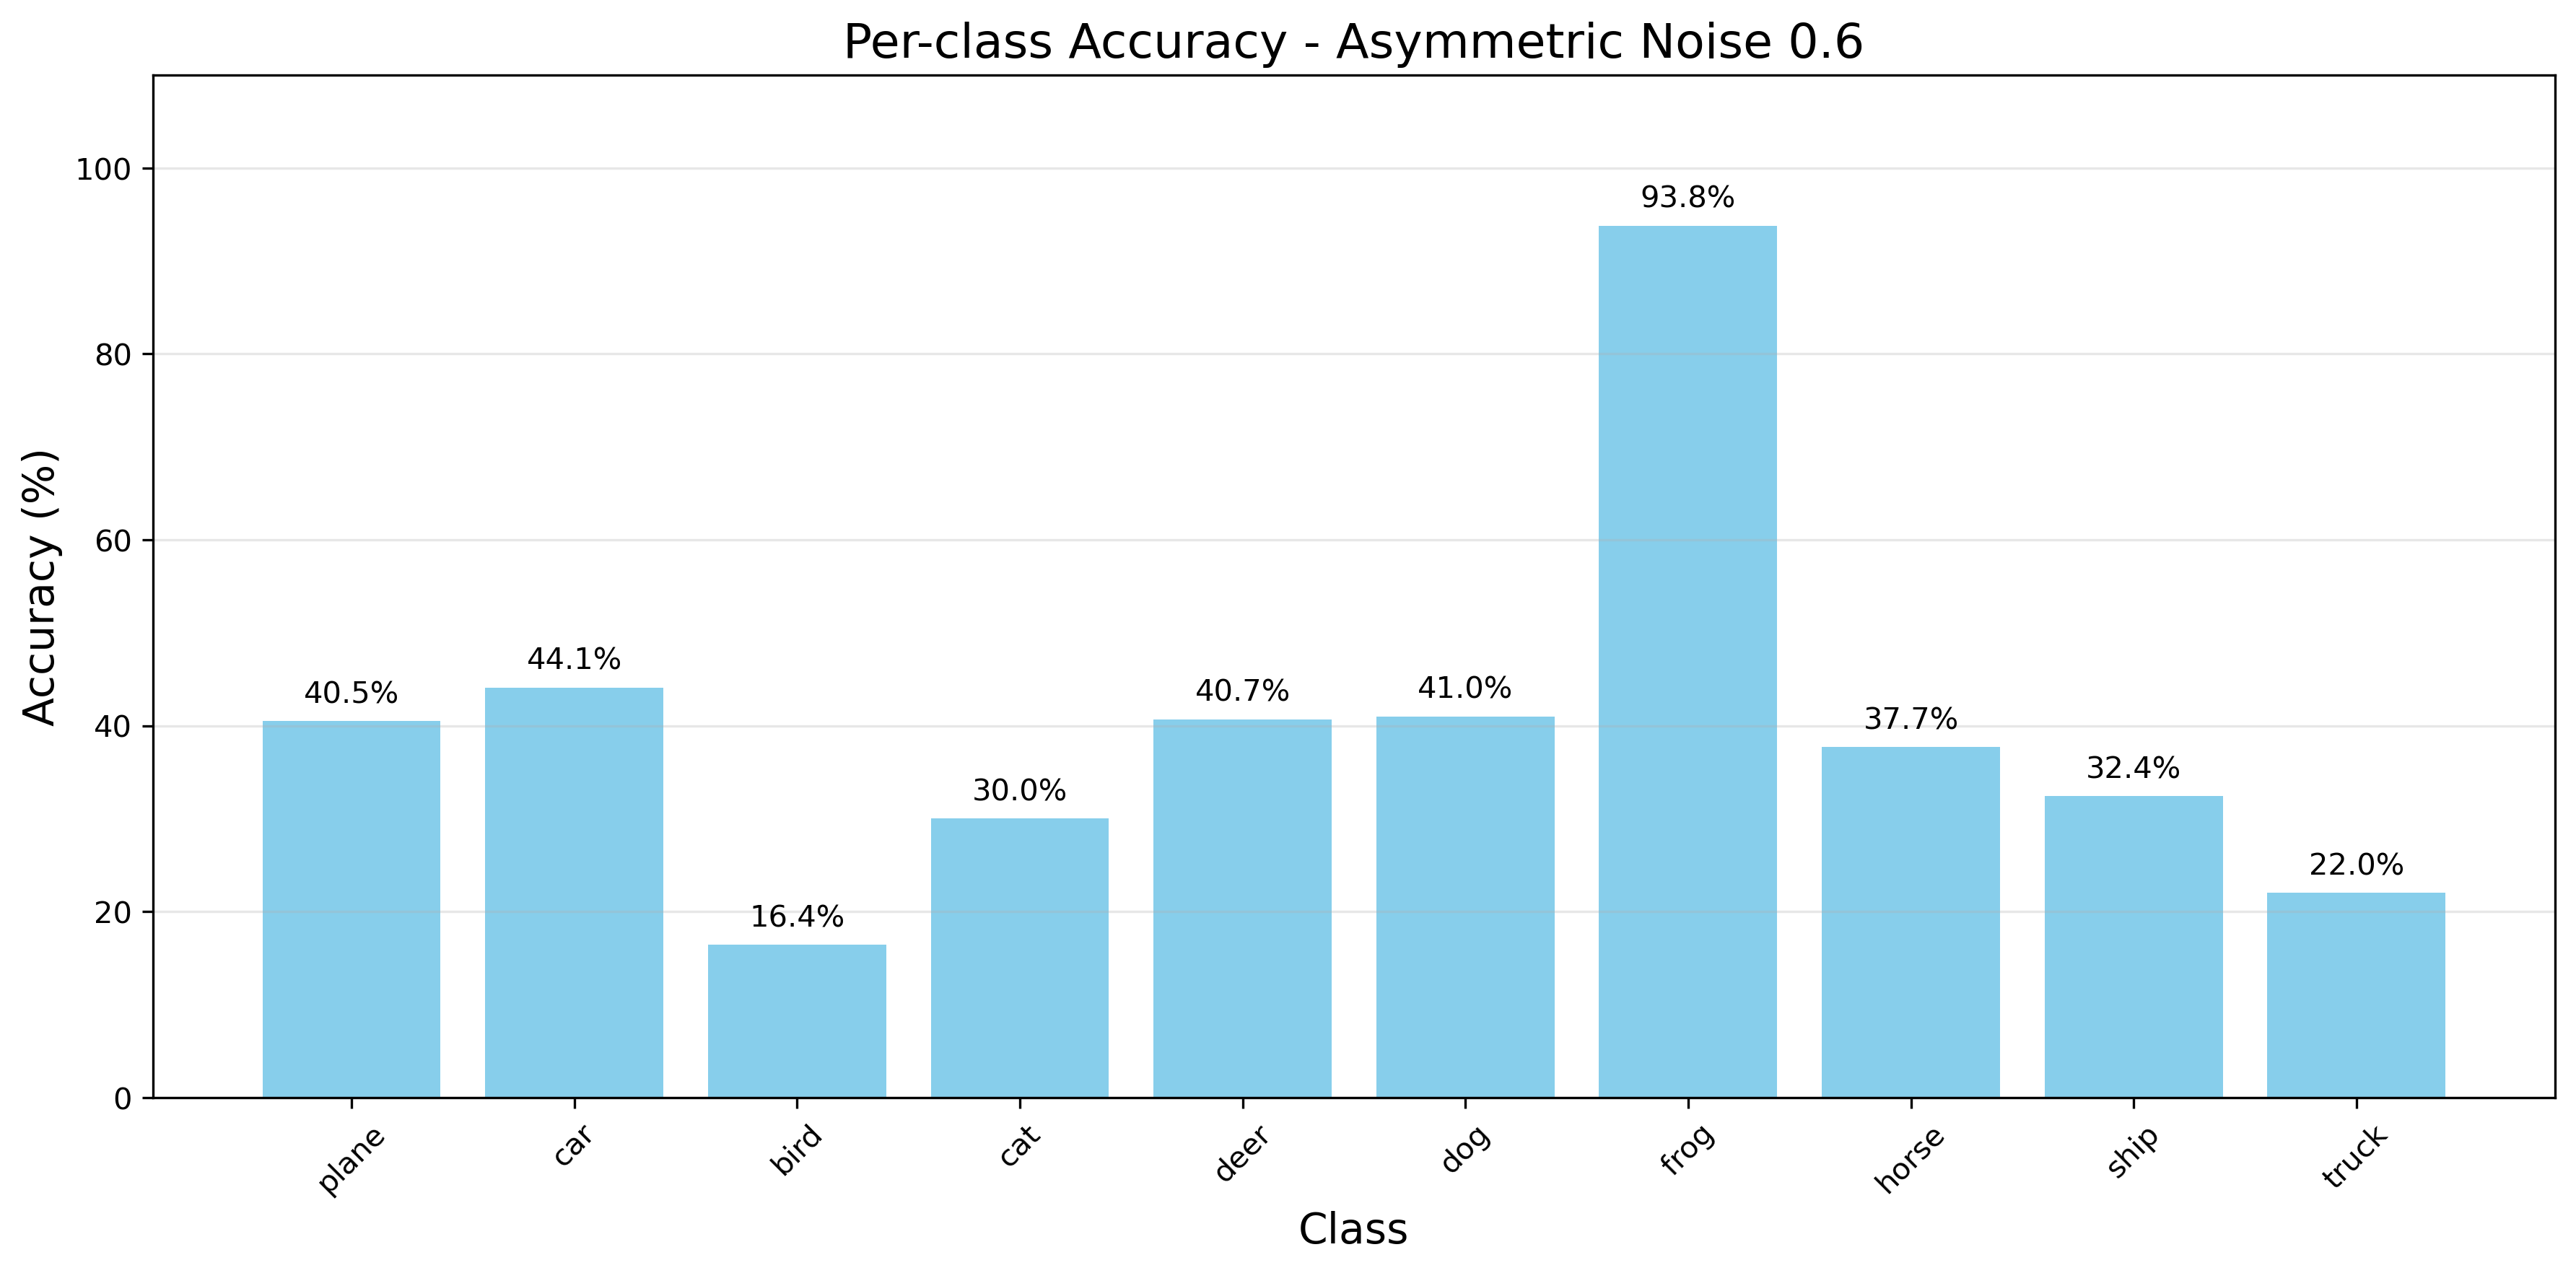 Per-class Accuracy - Asymmetric Noise 0.6
Accuracy (%)
100
80
60
40
20
0
40.5%
44.1%
16.4%
30.0%
40.7%
41.0%
93.8%
37.7%
32.4%
22.0%
plane
car
bird
cat
deer
dog
frog
horse
ship
truck
Class